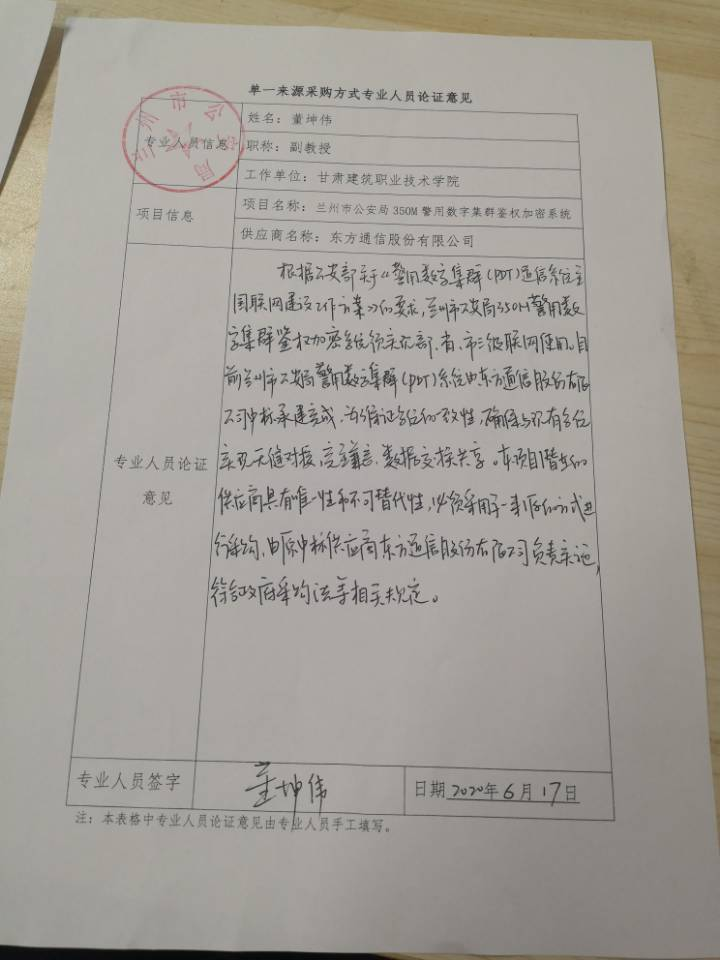 单一来源采购方式专业人员论证意见
兰州市公安局
专业人员信息
姓名：董坤伟
职称：副教授
工作单位：甘肃建筑职业技术学院
项目信息
项目名称：兰州市公安局350M警用数字集群鉴权加密系统
供应商名称：东方通信股份有限公司
专业人员论证
意见
根据公安部关于《警用数字集群(PDT)通信系统全
国联网建设工作方案》的要求,兰州市公安局350M警用数
字集群鉴权加密系统须实现部、省、市三级联网使用。目
前兰州市公安局警用数字集群(PDT)系统由东方通信股份有限
公司中标承建完成,为保证系统的一致性,确保与现有系统
实现无缝对接,完全兼容、数据交换共享。本项目潜在的
供应商具有唯一性和不可替代性,必须采用单一来源的方式进
行采购,由原中标供应商东方通信股份有限公司负责实施,
符合政府采购法等相关规定。
专业人员签字
董坤伟
日期 2020年6月17日
注：本表格中专业人员论证意见由专业人员手工填写。